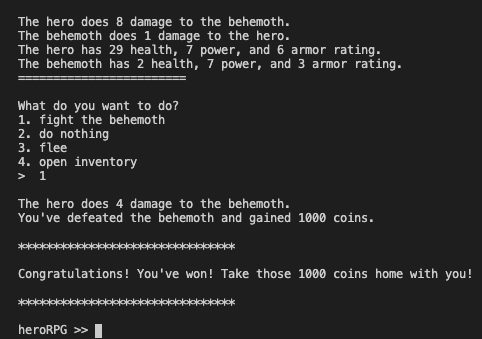 The hero does 8 damage to the behemoth.
The behemoth does 1 damage to the hero.
The hero has 29 health, 7 power, and 6 armor rating.
The behemoth has 2 health, 7 power, and 3 armor rating.
========================
What do you want to do?
1. fight the behemoth
2. do nothing
3. flee
4. open inventory
>  1
The hero does 4 damage to the behemoth.
You've defeated the behemoth and gained 1000 coins.
*******************************
Congratulations! You've won! Take those 1000 coins home with you!
*******************************
heroRPG >>